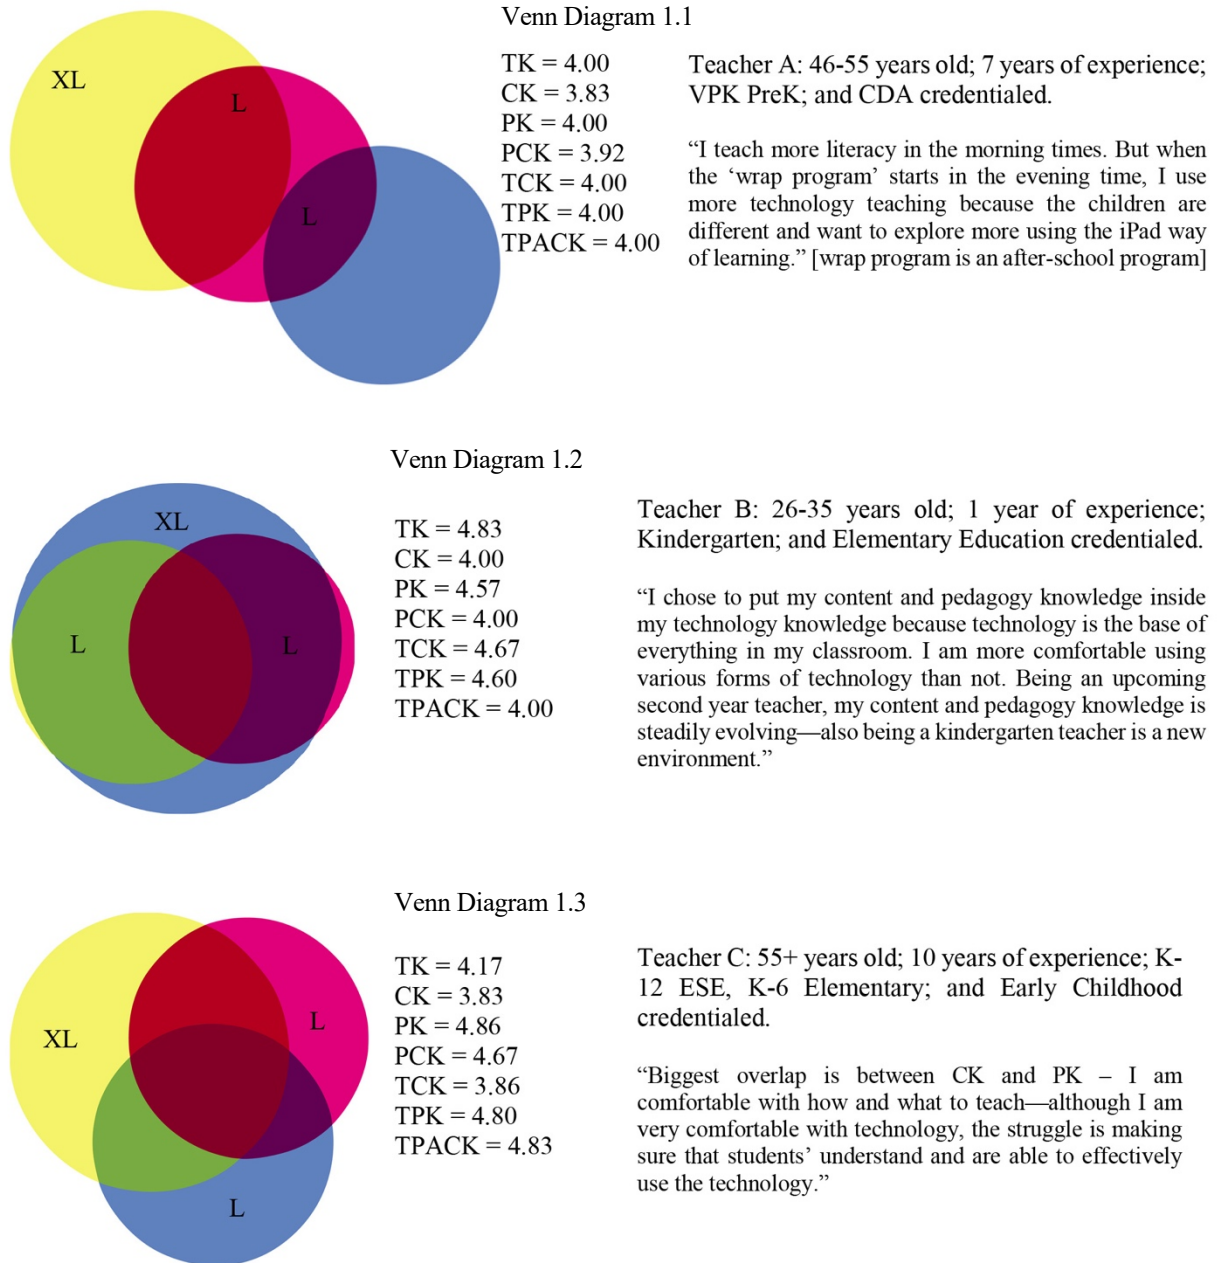 Venn Diagram 1.1
XL
L
L
TK = 4.00
CK = 3.83
PK = 4.00
PCK = 3.92
TCK = 4.00
TPK = 4.00
TPACK = 4.00
Teacher A: 46-55 years old; 7 years of experience;
VPK PreK; and CDA credentialed.
“I teach more literacy in the morning times. But when
the ‘wrap program’ starts in the evening time, I use
more technology teaching because the children are
different and want to explore more using the iPad way
of learning.” [wrap program is an after-school program]
Venn Diagram 1.2
XL
L
L
TK = 4.83
CK = 4.00
PK = 4.57
PCK = 4.00
TCK = 4.67
TPK = 4.60
TPACK = 4.00
Teacher B: 26-35 years old; 1 year of experience;
Kindergarten; and Elementary Education credentialed.
“I chose to put my content and pedagogy knowledge inside
my technology knowledge because technology is the base of
everything in my classroom. I am more comfortable using
various forms of technology than not. Being an upcoming
second year teacher, my content and pedagogy knowledge is
steadily evolving—also being a kindergarten teacher is a new
environment.”
Venn Diagram 1.3
XL
L
L
TK = 4.17
CK = 3.83
PK = 4.86
PCK = 4.67
TCK = 3.86
TPK = 4.80
TPACK = 4.83
Teacher C: 55+ years old; 10 years of experience; K-
12 ESE, K-6 Elementary; and Early Childhood
credentialed.
“Biggest overlap is between CK and PK – I am
comfortable with how and what to teach—although I am
very comfortable with technology, the struggle is making
sure that students’ understand and are able to effectively
use the technology.”